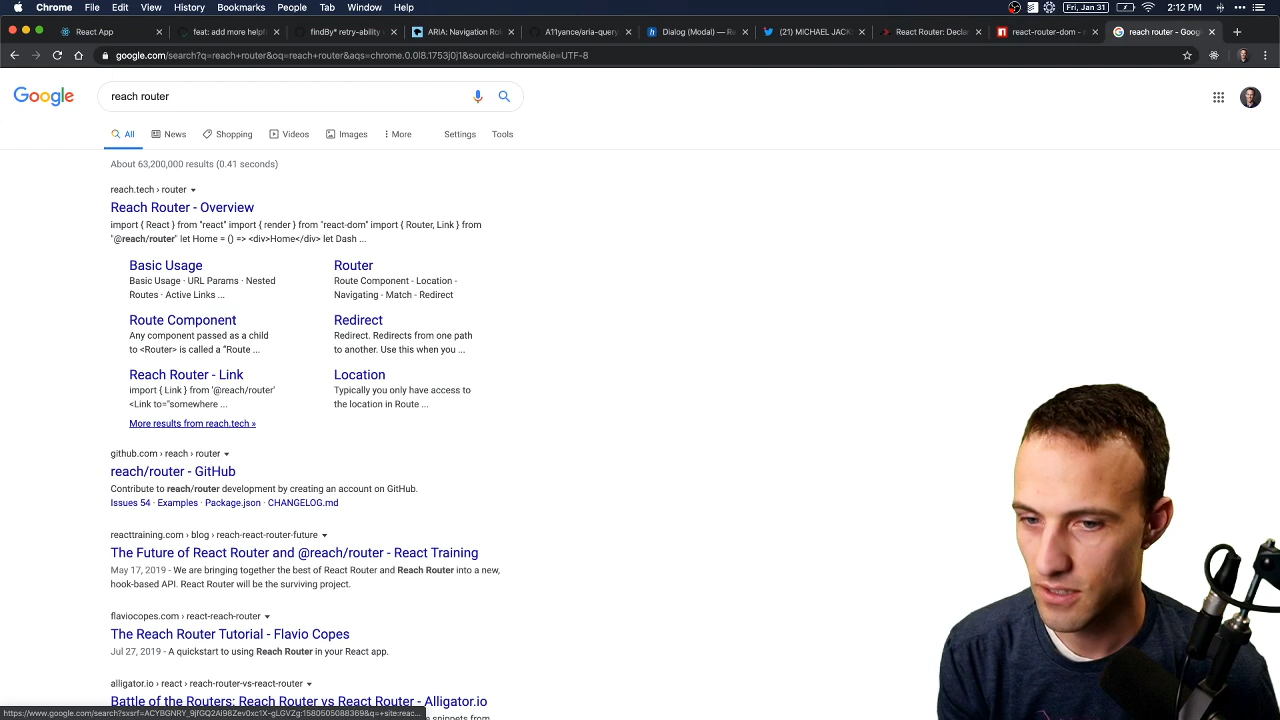 Chrome File Edit View History Bookmarks People Tab Window Help Fri Jan 31 2:12 PM
React App feat: add more helpf findBy* retry-ability ARIA: Navigation Rol A11yance/aria-query Dialog (Modal) — Re (21) MICHAEL JACKS React Router: Decla react-router-dom - n reach router - Goog
google.com/search?q=reach+router&oq=reach+router&aqs=chrome.0.0l8.1753j0j1&sourceid=chrome&ie=UTF-8
Google reach router
All News Shopping Videos Images More Settings Tools
About 63,200,000 results (0.41 seconds)
reach.tech › router
Reach Router - Overview
import { React } from "react" import { render } from "react-dom" import { Router, Link } from
"@reach/router" let Home = () => <div>Home</div> let Dash ...
Basic Usage
Basic Usage · URL Params · Nested
Routes · Active Links ...
Router
Route Component - Location -
Navigating - Match - Redirect
Route Component
Any component passed as a child
to <Router> is called a "Route ...
Redirect
Redirect. Redirects from one path
to another. Use this when you ...
Reach Router - Link
import { Link } from '@reach/router'
<Link to="somewhere ...
Location
Typically you only have access to
the location in Route ...
More results from reach.tech »
github.com › reach › router
reach/router - GitHub
Contribute to reach/router development by creating an account on GitHub.
Issues 54 · Examples · Package.json · CHANGELOG.md
reacttraining.com › blog › reach-react-router-future
The Future of React Router and @reach/router - React Training
May 17, 2019 - We are bringing together the best of React Router and Reach Router into a new,
hook-based API. React Router will be the surviving project.
flaviocopes.com › react-reach-router
The Reach Router Tutorial - Flavio Copes
Jul 27, 2019 - A quickstart to using Reach Router in your React app.
alligator.io › react › reach-router-vs-react-router
Battle of the Routers: Reach Router vs React Router - Alligator.io
snippets from